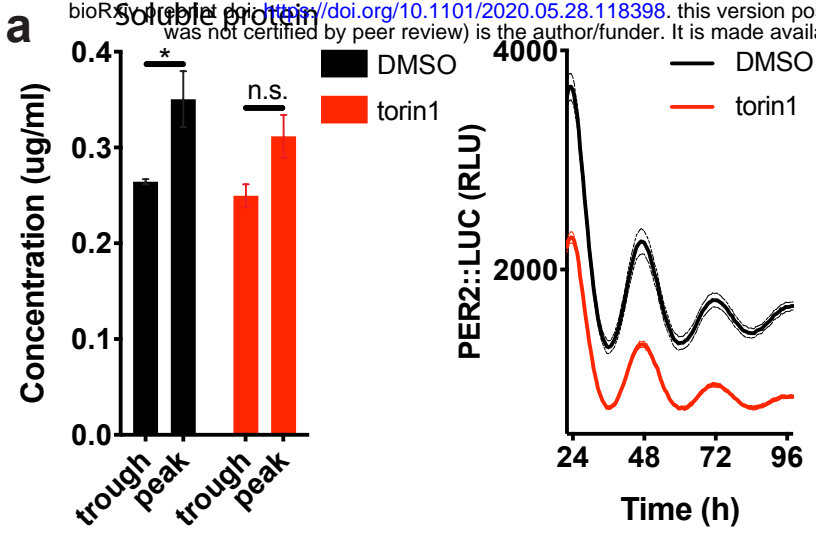 bioRxiv preprint doi: https://doi.org/10.1101/2020.05.28.118398. this version po
was not certified by peer review) is the author/funder. It is made availa
a
Soluble protein
0.4
0.3
0.2
0.1
0.0
Concentration (ug/ml)
*
n.s.
DMSO
torin1
trough
peak
trough
peak
4000
2000
PER2::LUC (RLU)
DMSO
torin1
24 48 72 96
Time (h)